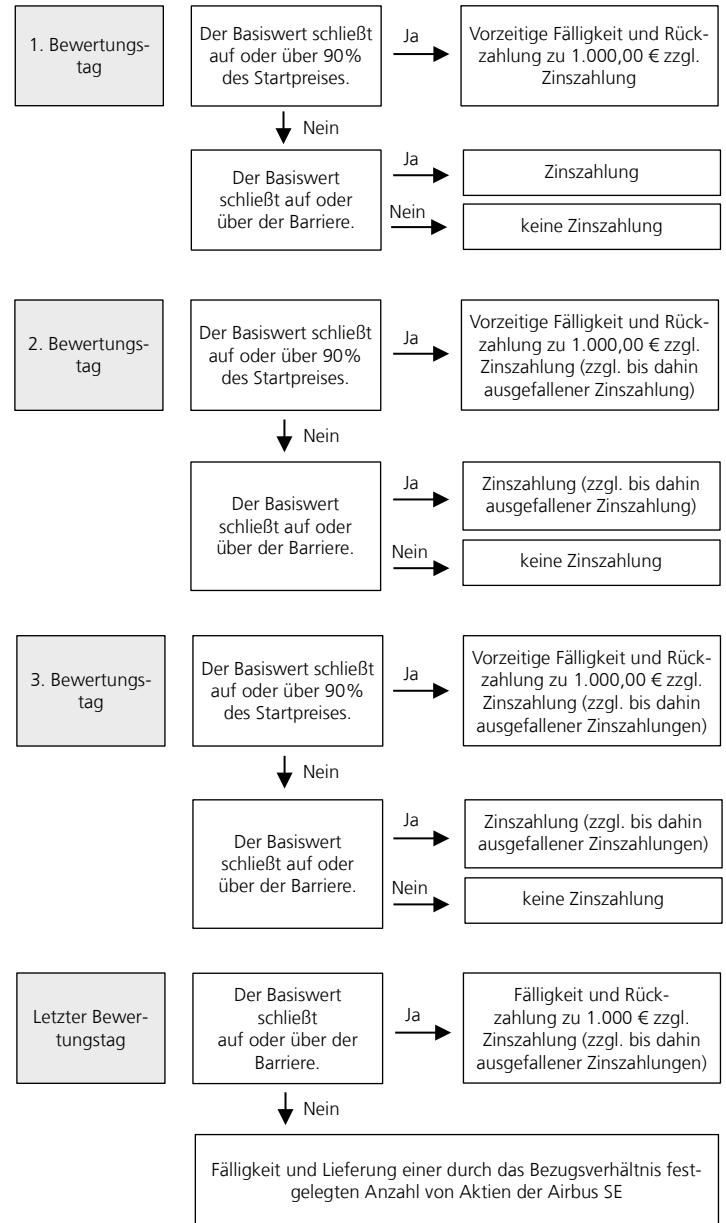 1. Bewertungs-
tag
Der Basiswert schließt
auf oder über 90%
des Startpreises.
Ja
Vorzeitige Fälligkeit und Rück-
zahlung zu 1.000,00 € zzgl.
Zinszahlung
Nein
Der Basiswert
schließt auf oder
über der Barriere.
Ja
Zinszahlung
Nein
keine Zinszahlung
2. Bewertungs-
tag
Der Basiswert schließt
auf oder über 90%
des Startpreises.
Ja
Vorzeitige Fälligkeit und Rück-
zahlung zu 1.000,00 € zzgl.
Zinszahlung (zzgl. bis dahin
ausgefallener Zinszahlung)
Nein
Der Basiswert
schließt auf oder
über der Barriere.
Ja
Zinszahlung (zzgl. bis dahin
ausgefallener Zinszahlung)
Nein
keine Zinszahlung
3. Bewertungs-
tag
Der Basiswert schließt
auf oder über 90%
des Startpreises.
Ja
Vorzeitige Fälligkeit und Rück-
zahlung zu 1.000,00 € zzgl.
Zinszahlung (zzgl. bis dahin
ausgefallener Zinszahlungen)
Nein
Der Basiswert
schließt auf oder
über der Barriere.
Ja
Zinszahlung (zzgl. bis dahin
ausgefallener Zinszahlungen)
Nein
keine Zinszahlung
Letzter Bewer-
tungstag
Der Basiswert
schließt
auf oder über der
Barriere.
Ja
Fälligkeit und Rück-
zahlung zu 1.000 € zzgl.
Zinszahlung (zzgl. bis dahin
ausgefallener Zinszahlungen)
Nein
Fälligkeit und Lieferung einer durch das Bezugsverhältnis fest-
gelegten Anzahl von Aktien der Airbus SE